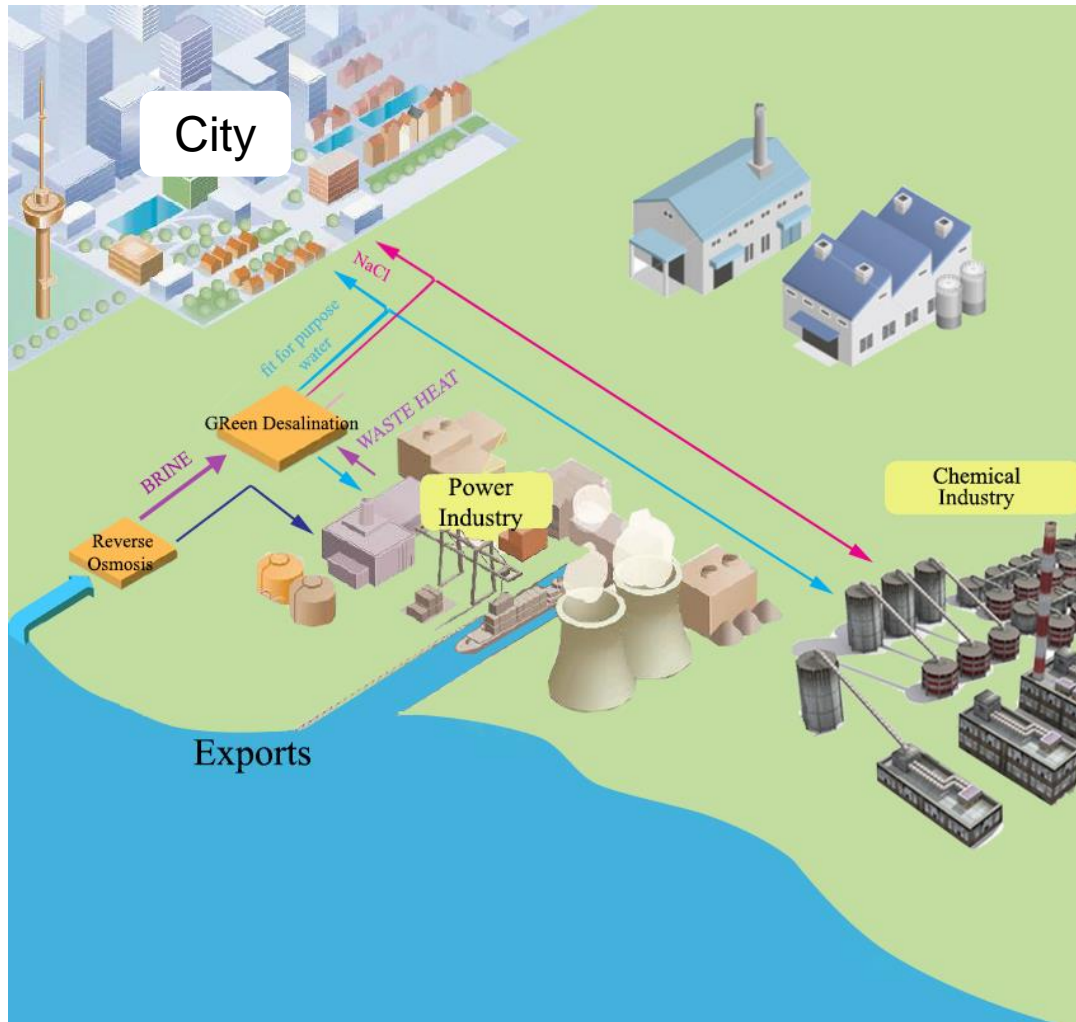 City
NaCl
fit for purpose
water
GReen Desalination
WASTE HEAT
BRINE
Power
Industry
Chemical
Industry
Reverse
Osmosis
Exports